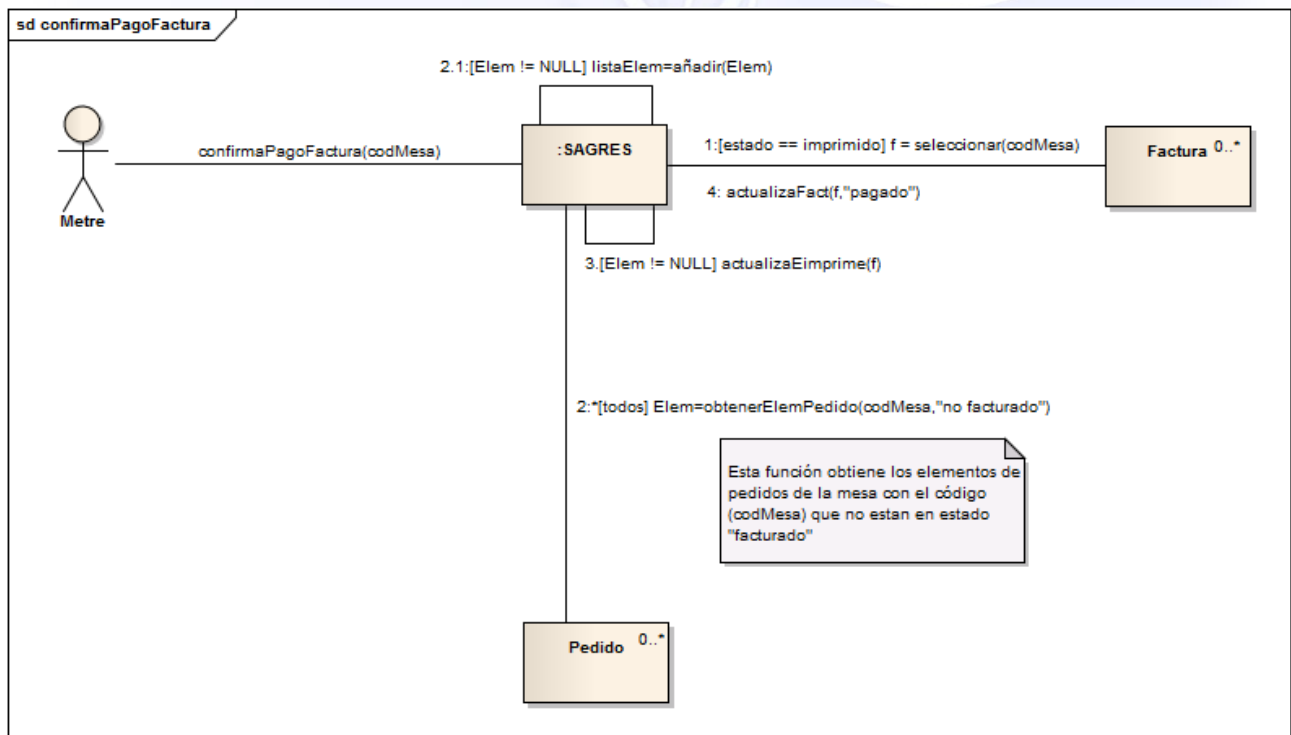 sd confirmaPagoFactura
2.1:[Elem != NULL] listaElem=añadir(Elem)
confirmaPagoFactura(codMesa)
:SAGRES
1:[estado == imprimido] f = seleccionar(codMesa)
Factura 0..*
4: actualizaFact(f,"pagado")
Metre
3.[Elem != NULL] actualizaEimprime(f)
2:*[todos] Elem=obtenerElemPedido(codMesa,"no facturado")
Esta función obtiene los elementos de
pedidos de la mesa con el código
(codMesa) que no estan en estado
"facturado"
Pedido 0..*